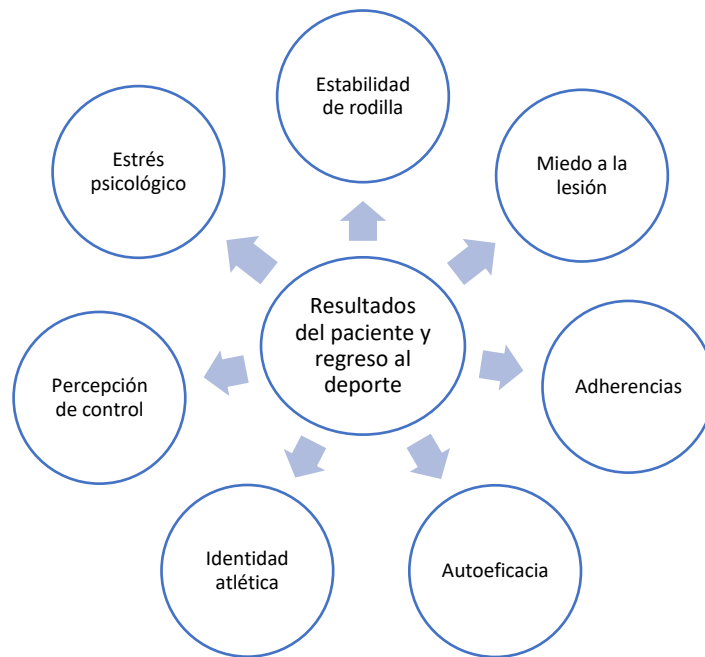 Estabilidad
de rodilla
Miedo a la
lesión
Adherencias
Autoeficacia
Identidad
atlética
Percepción
de control
Estrés
psicológico
Resultados
del paciente y
regreso al
deporte